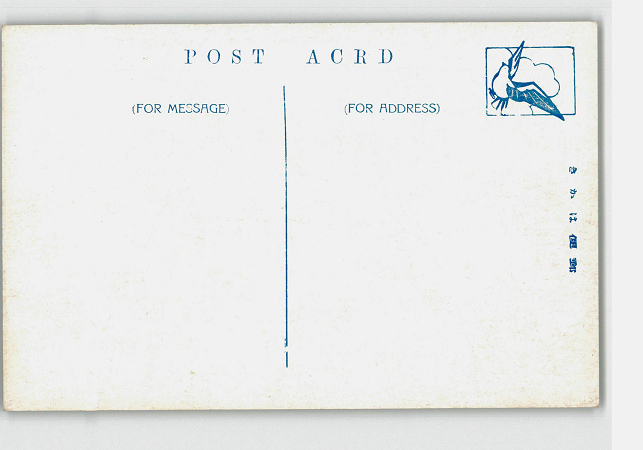 POST ACRD
(FOR MESSAGE)
(FOR ADDRESS)
きかは便郵